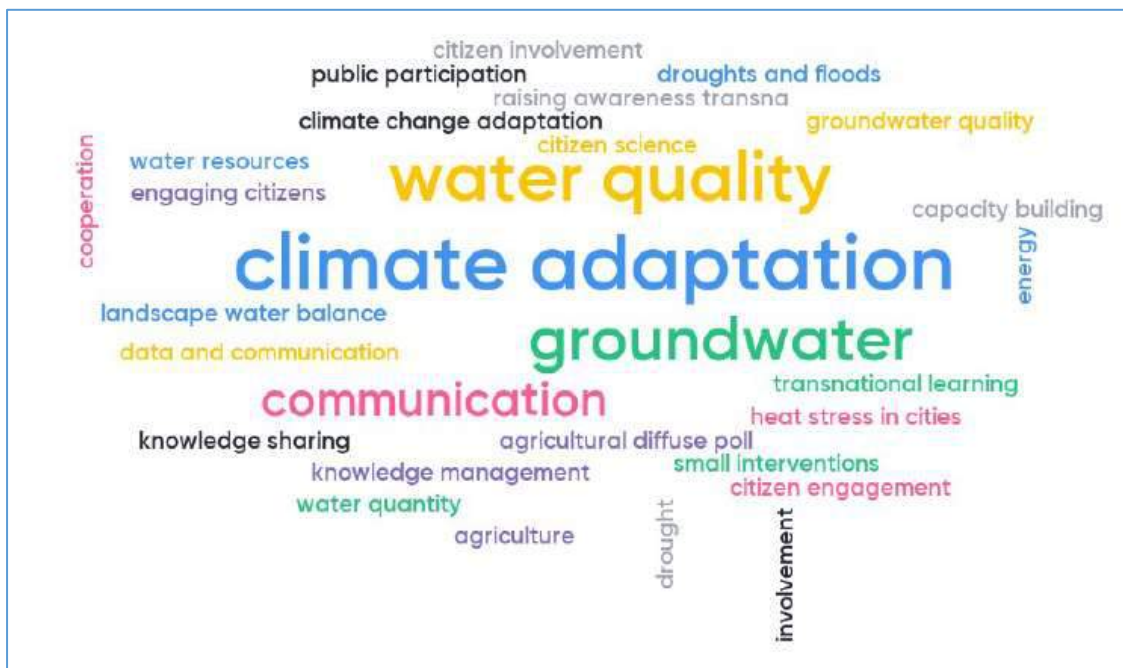 citizen involvement
public participation
droughts and floods
raising awareness transna
climate change adaptation
groundwater quality
citizen science
cooperation
water resources
water quality
engaging citizens
capacity building
climate adaptation
energy
landscape water balance
groundwater
data and communication
transnational learning
communication
heat stress in cities
knowledge sharing
agricultural diffuse poll
small interventions
knowledge management
citizen engagement
water quantity
agriculture
drought
involvement